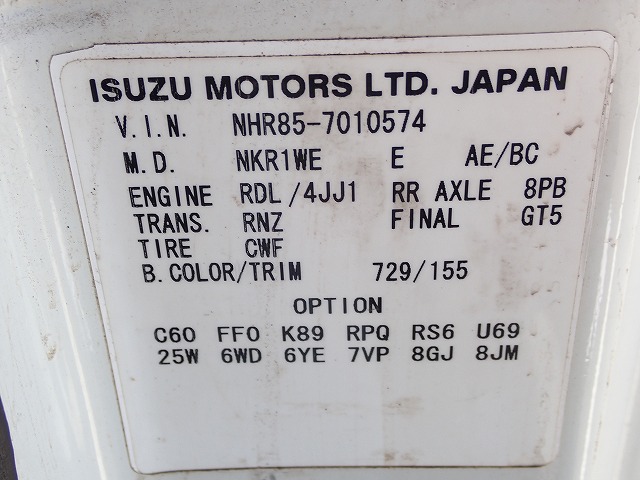 ISUZU MOTORS LTD. JAPAN
V.I.N. NHR85-7010574
M.D. NKR1WE E AE/BC
ENGINE RDL/4JJ1 RR AXLE 8PB
TRANS. RNZ FINAL GT5
TIRE CWF
B.COLOR/TRIM 729/155
OPTION
C60 FF0 K89 RPQ RS6 U69
25W 6WD 6YE 7VP 8GJ 8JM